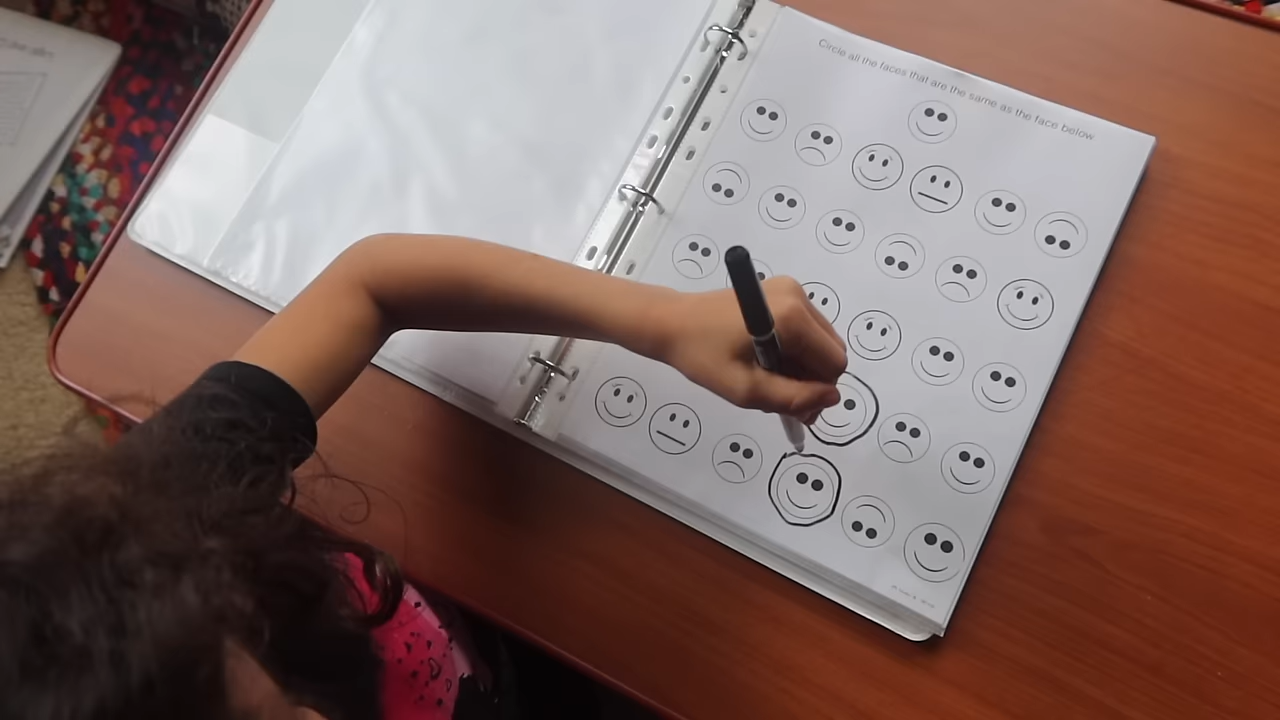 Circle all the faces that are the same as the face below